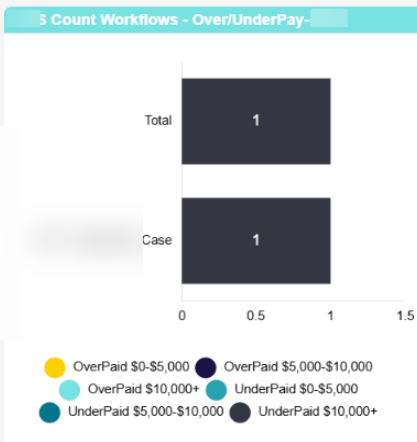 S Count Workflows - Over/UnderPay-
Total
1
Case
1
0 0.5 1 1.5
OverPaid $0-$5,000 OverPaid $5,000-$10,000
OverPaid $10,000+ UnderPaid $0-$5,000
UnderPaid $5,000-$10,000 UnderPaid $10,000+